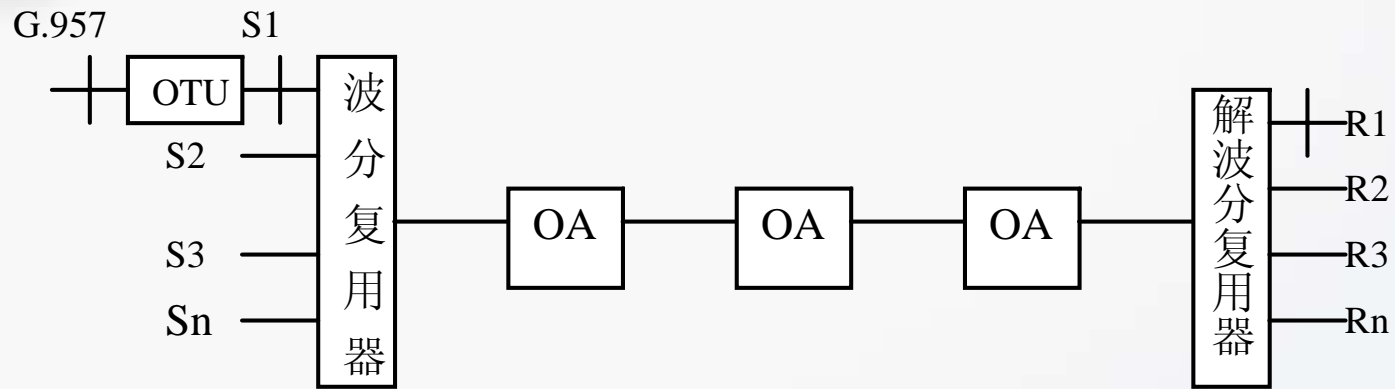 G.957 S1
OTU
波分复用器
S2
S3
Sn
OA OA OA
解波分复用器
R1
R2
R3
Rn